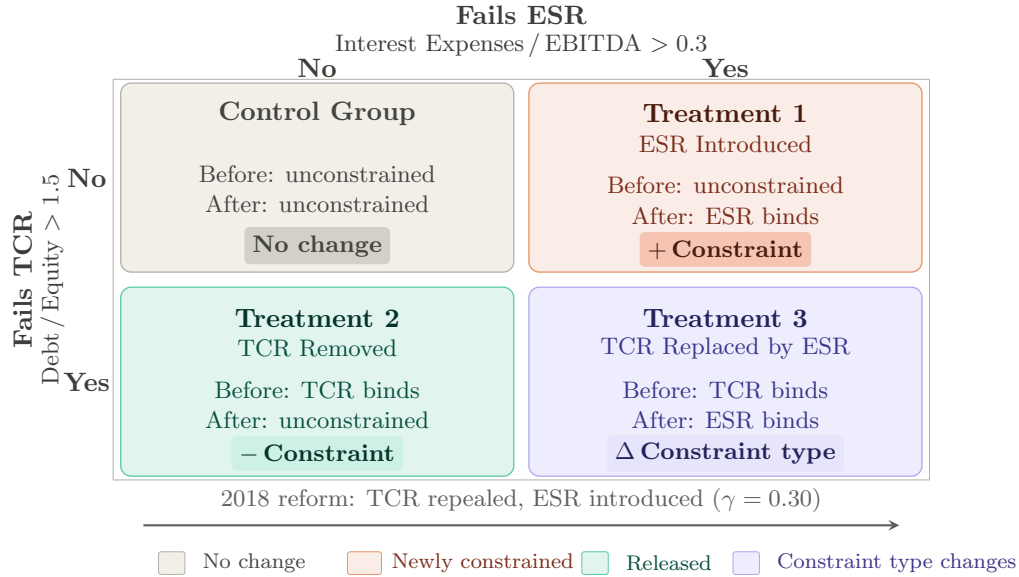 Fails ESR
Interest Expenses / EBITDA > 0.3
No
Yes
Fails TCR
Debt / Equity > 1.5
No
Yes
Control Group
Before: unconstrained
After: unconstrained
No change
Treatment 1
ESR Introduced
Before: unconstrained
After: ESR binds
+ Constraint
Treatment 2
TCR Removed
Before: TCR binds
After: unconstrained
− Constraint
Treatment 3
TCR Replaced by ESR
Before: TCR binds
After: ESR binds
Δ Constraint type
2018 reform: TCR repealed, ESR introduced (γ = 0.30)
No change
Newly constrained
Released
Constraint type changes